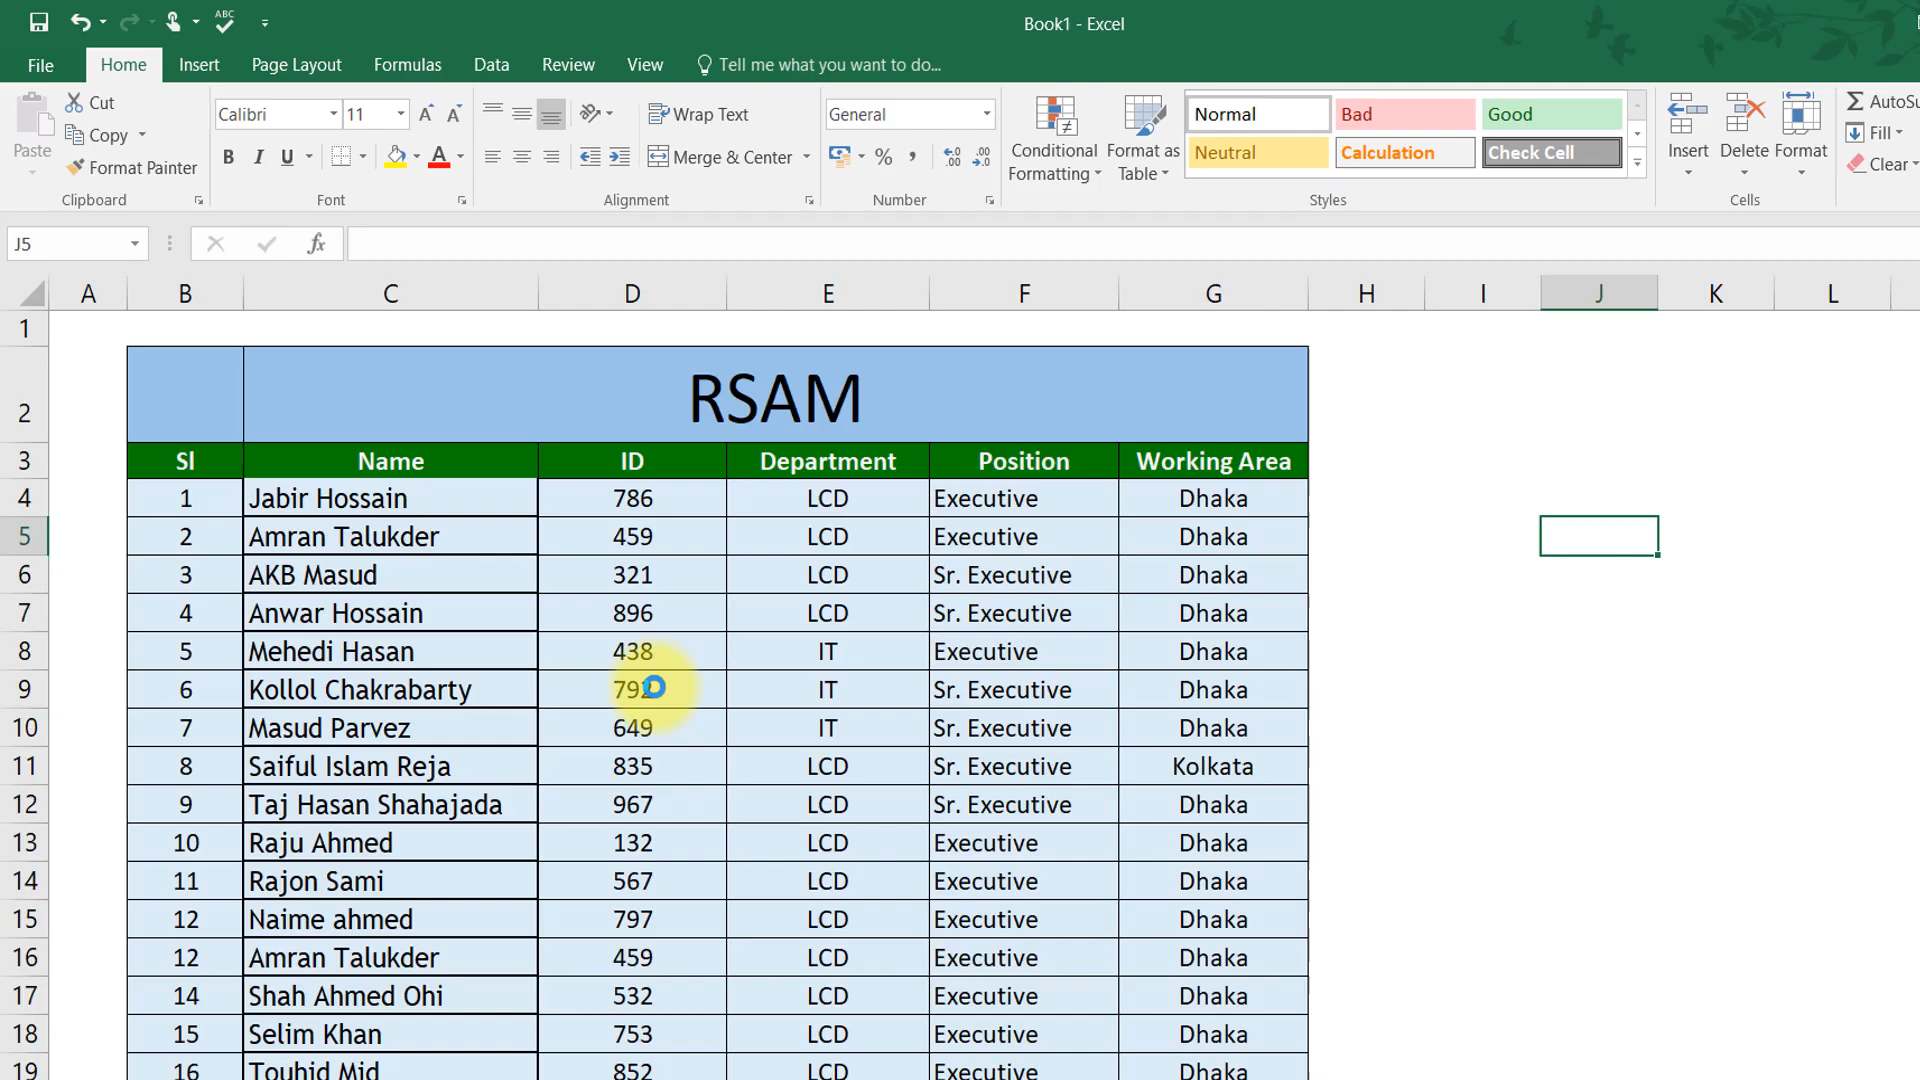 ABC
Book1 - Excel
File Home Insert Page Layout Formulas Data Review View Tell me what you want to do...
Paste
Cut
Copy
Format Painter
Clipboard
Calibri 11
B I U
Font
Wrap Text
Merge & Center
Alignment
General
% ,
Number
Conditional Formatting
Format as Table
Normal Bad Good
Neutral Calculation Check Cell
Styles
Insert Delete Format
Cells
Fill
Clear
J5 fx
A B C D E F G H I J K L
1
2 RSAM
3 Sl Name ID Department Position Working Area
4 1 Jabir Hossain 786 LCD Executive Dhaka
5 2 Amran Talukder 459 LCD Executive Dhaka
6 3 AKB Masud 321 LCD Sr. Executive Dhaka
7 4 Anwar Hossain 896 LCD Sr. Executive Dhaka
8 5 Mehedi Hasan 438 IT Executive Dhaka
9 6 Kollol Chakrabarty 792 IT Sr. Executive Dhaka
10 7 Masud Parvez 649 IT Sr. Executive Dhaka
11 8 Saiful Islam Reja 835 LCD Sr. Executive Kolkata
12 9 Taj Hasan Shahajada 967 LCD Sr. Executive Dhaka
13 10 Raju Ahmed 132 LCD Executive Dhaka
14 11 Rajon Sami 567 LCD Executive Dhaka
15 12 Naime ahmed 797 LCD Executive Dhaka
16 12 Amran Talukder 459 LCD Executive Dhaka
17 14 Shah Ahmed Ohi 532 LCD Executive Dhaka
18 15 Selim Khan 753 LCD Executive Dhaka
19 16 Touhid Mid 852 LCD Executive Dhaka